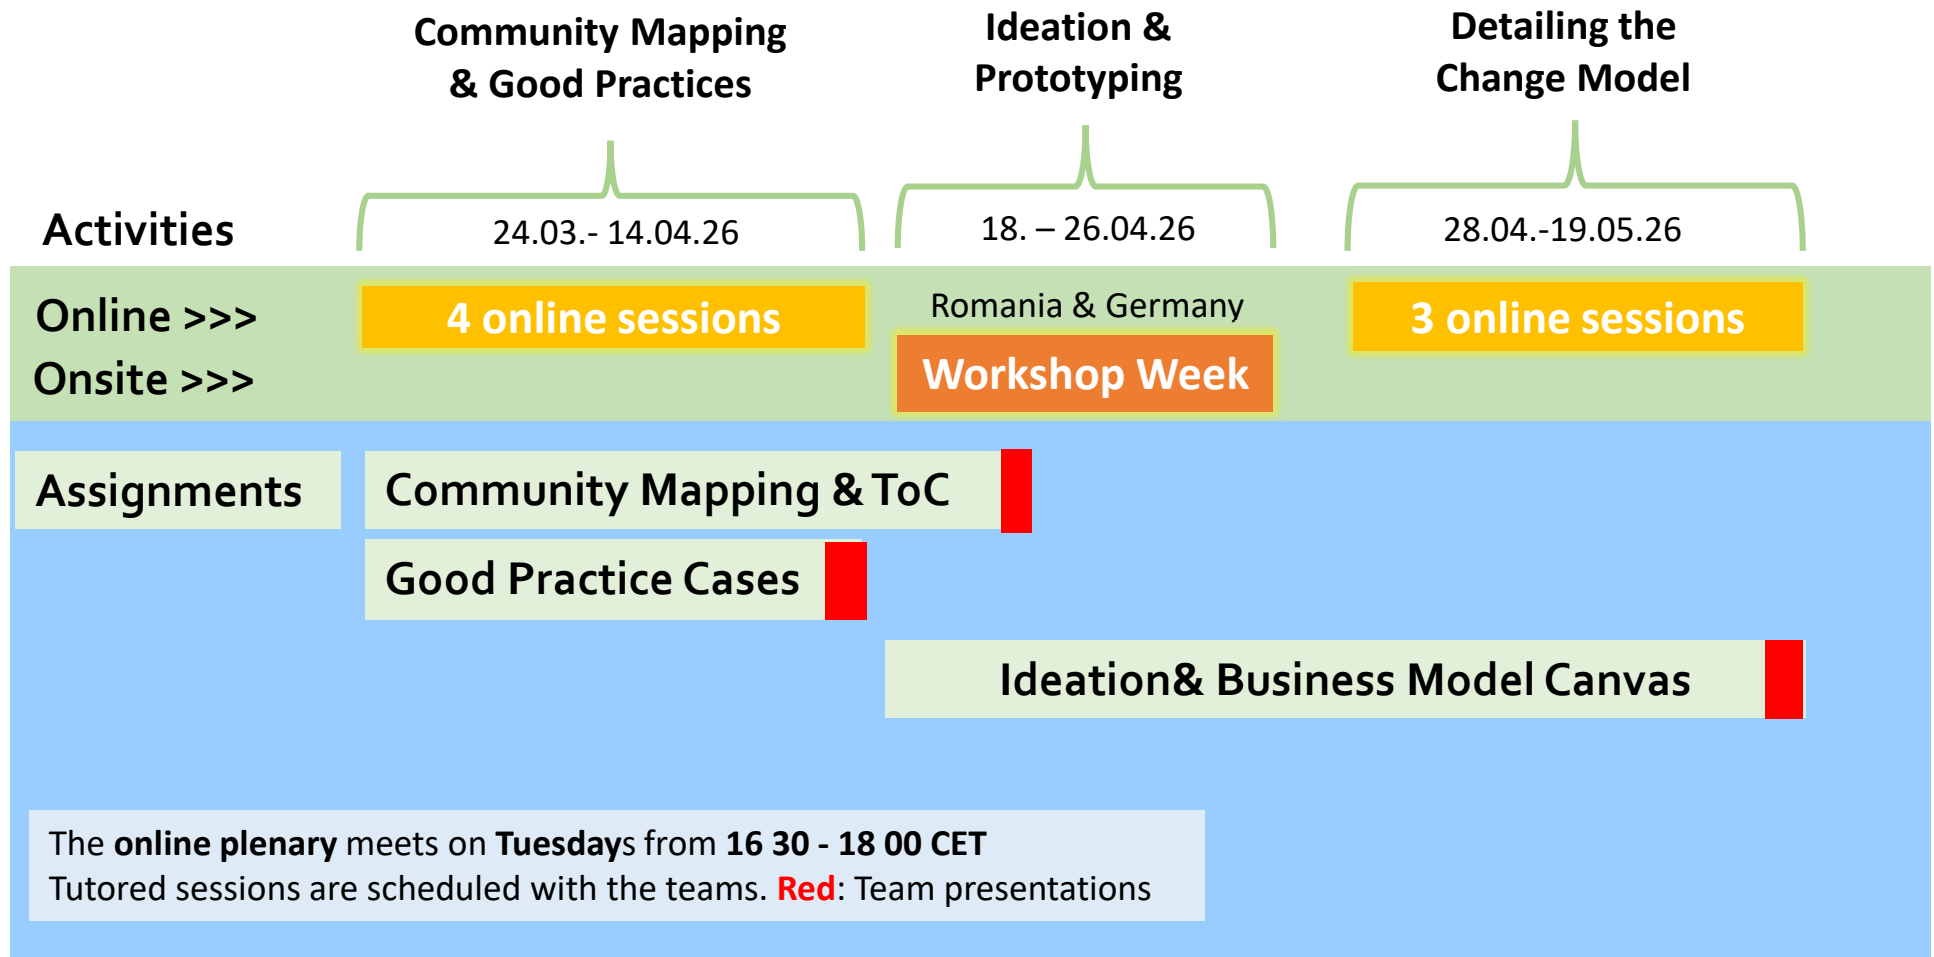 Community Mapping
& Good Practices
Ideation &
Prototyping
Detailing the
Change Model
Activities
24.03.- 14.04.26
18. – 26.04.26
28.04.-19.05.26
Online >>>
4 online sessions
Romania & Germany
3 online sessions
Onsite >>>
Workshop Week
Assignments
Community Mapping & ToC
Good Practice Cases
Ideation& Business Model Canvas
The online plenary meets on Tuesdays from 16 30 - 18 00 CET
Tutored sessions are scheduled with the teams. Red: Team presentations